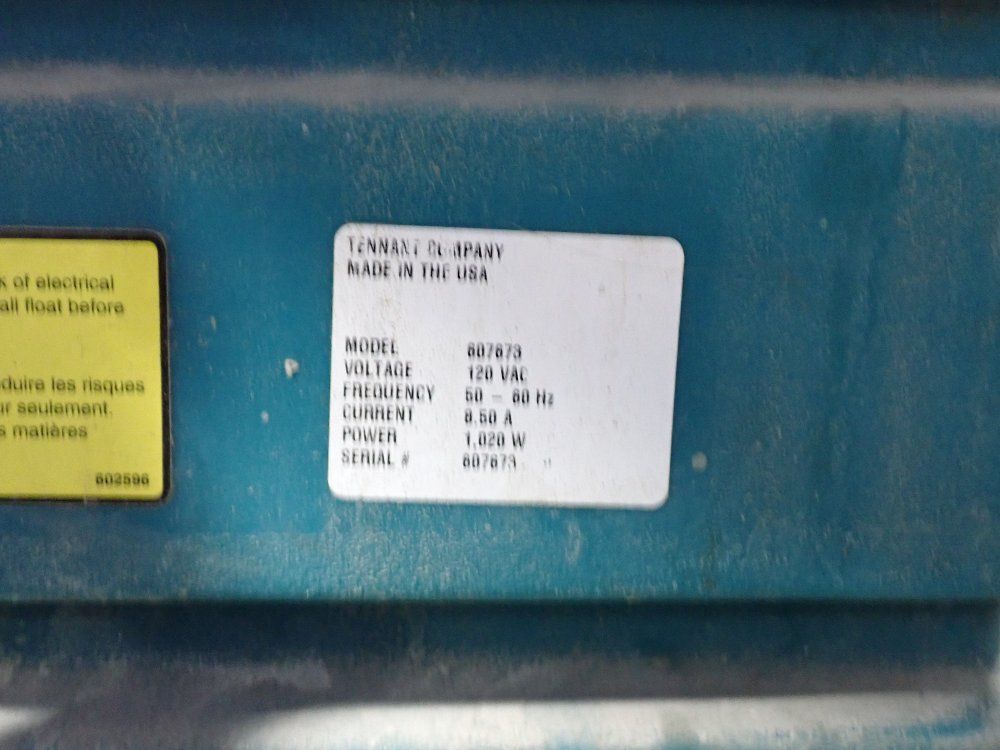 k of electrical
all float before
duire les risques
ur seulement.
s matières
602596
TENNANT COMPANY
MADE IN THE USA
MODEL 607673
VOLTAGE 120 VAC
FREQUENCY 50 – 60 Hz
CURRENT 8.50 A
POWER 1,020 W
SERIAL # 607673